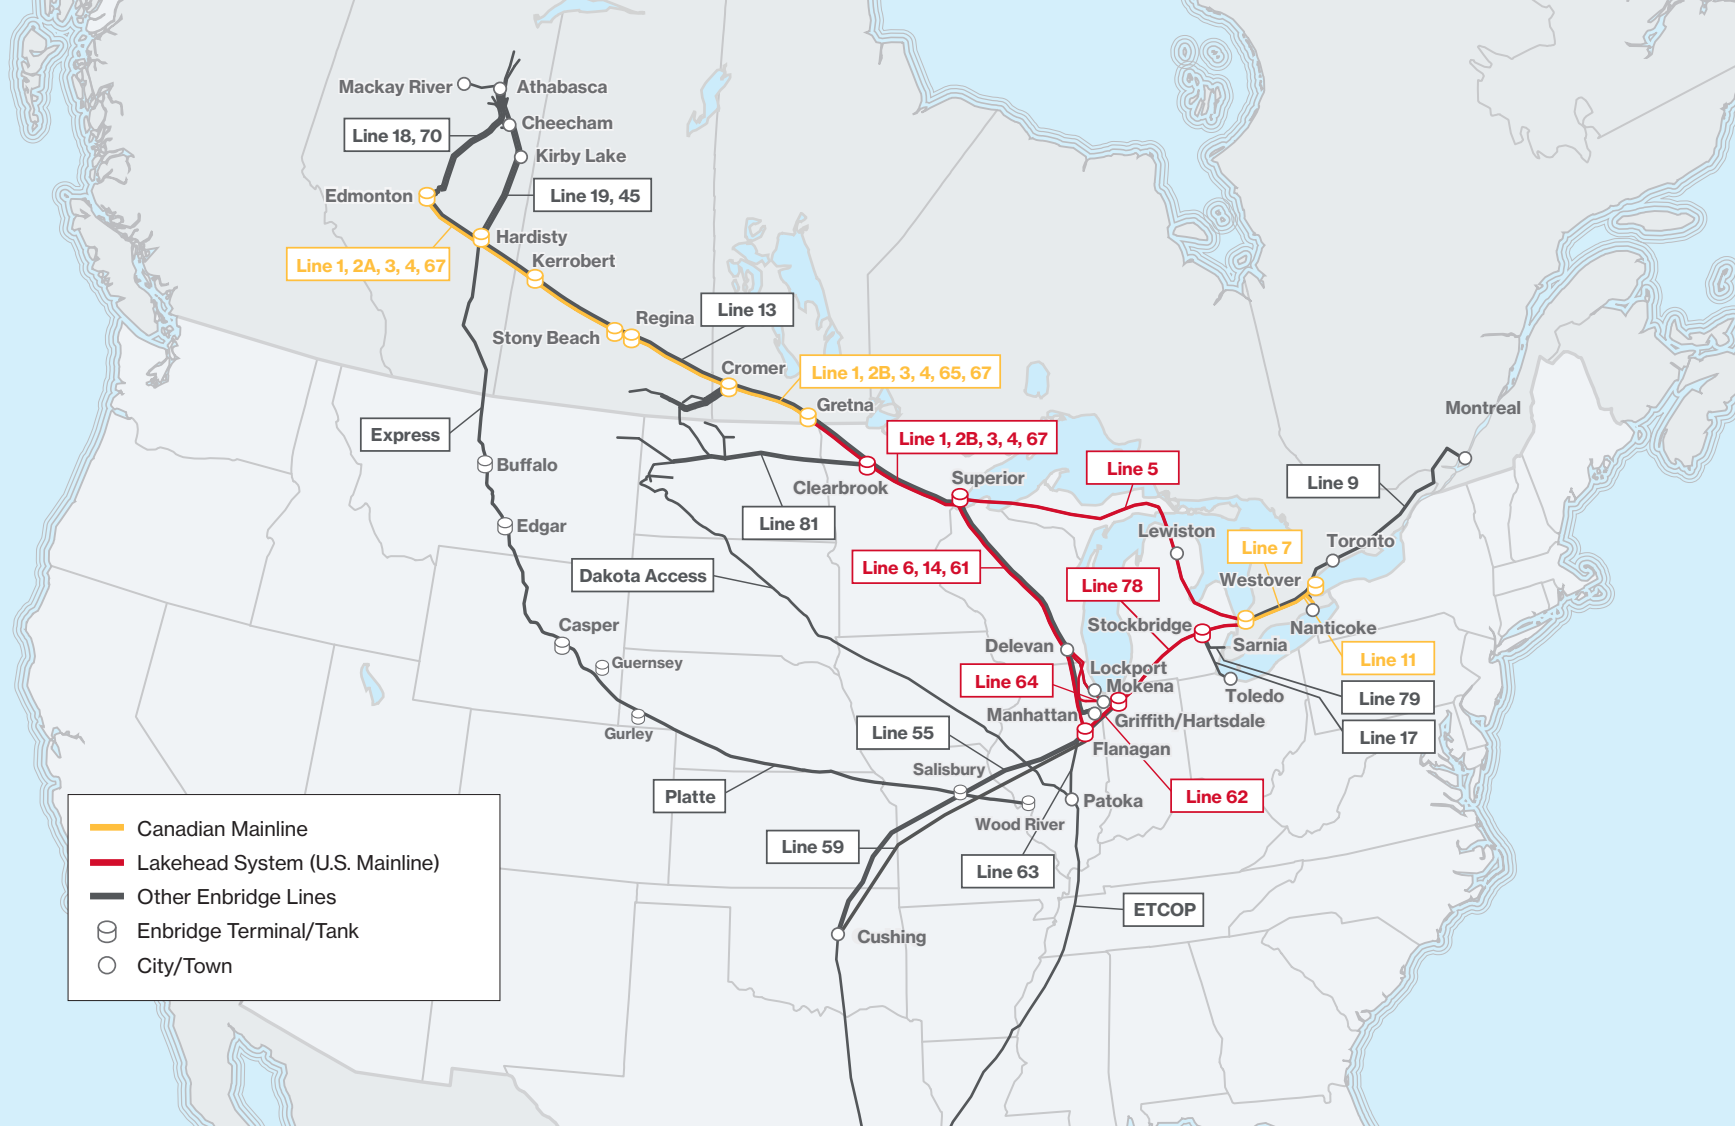 Mackay River
Athabasca
Cheecham
Line 18, 70
Kirby Lake
Edmonton
Line 19, 45
Hardisty
Line 1, 2A, 3, 4, 67
Kerrobert
Line 13
Regina
Stony Beach
Cromer
Line 1, 2B, 3, 4, 65, 67
Gretna
Montreal
Express
Line 1, 2B, 3, 4, 67
Buffalo
Line 5
Superior
Clearbrook
Line 9
Line 81
Edgar
Lewiston
Toronto
Line 7
Line 6, 14, 61
Dakota Access
Line 78
Westover
Casper
Stockbridge
Nanticoke
Delevan
Sarnia
Guernsey
Line 11
Lockport
Line 64
Mokena
Toledo
Line 79
Manhattan
Griffith/Hartsdale
Gurley
Line 55
Line 17
Flanagan
Salisbury
Platte
Line 62
Patoka
Wood River
Line 59
Line 63
ETCOP
Cushing
Canadian Mainline
Lakehead System (U.S. Mainline)
Other Enbridge Lines
Enbridge Terminal/Tank
City/Town